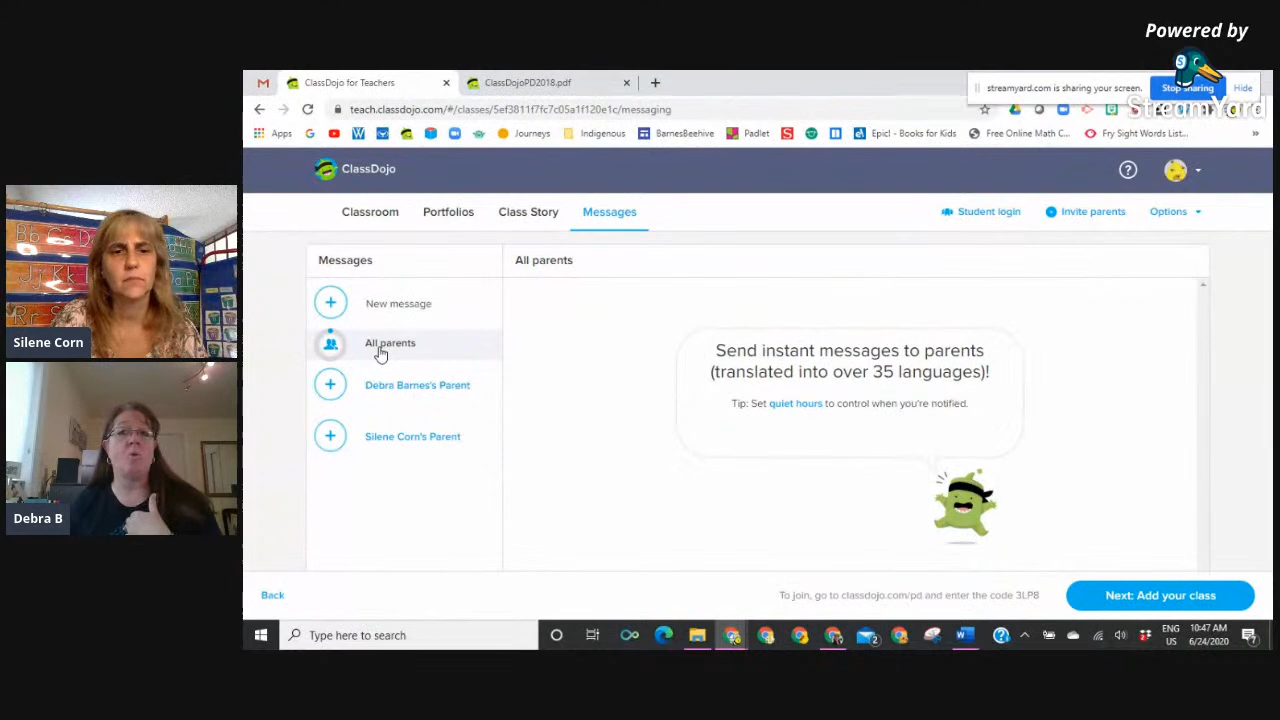 Powered by
StreamYard
ClassDojo for Teachers
ClassDojoPD2018.pdf
streamyard.com is sharing your screen.
Stop sharing
Hide
teach.classdojo.com/#/classes/5ef3811f7fc7c05a1f120e1c/messaging
Apps
Journeys
Indigenous
BarnesBeehive
Padlet
Epic! - Books for Kids
Free Online Math C...
Fry Sight Words List...
ClassDojo
Classroom
Portfolios
Class Story
Messages
Student login
Invite parents
Options
Messages
All parents
New message
All parents
Debra Barnes's Parent
Silene Corn's Parent
Send instant messages to parents
(translated into over 35 languages)!
Tip: Set quiet hours to control when you're notified.
Bb Cc D
Jj Kk
Rr S
Silene Corn
Debra B
Back
To join, go to classdojo.com/pd and enter the code 3LP8
Next: Add your class
Type here to search
ENG
US
10:47 AM
6/24/2020